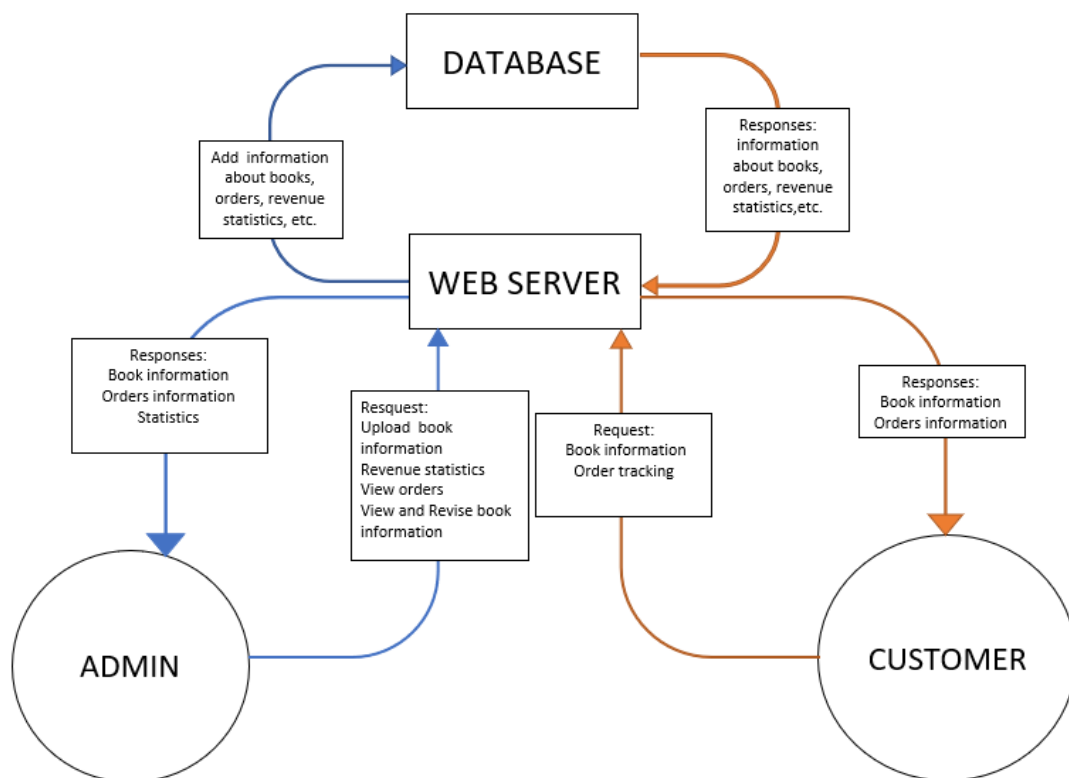 DATABASE
Add information
about books,
orders, revenue
statistics, etc.
Responses:
information
about books,
orders, revenue
statistics,etc.
WEB SERVER
Responses:
Book information
Orders information
Statistics
Resquest:
Upload book
information
Revenue statistics
View orders
View and Revise book
information
Request:
Book information
Order tracking
Responses:
Book information
Orders information
ADMIN
CUSTOMER